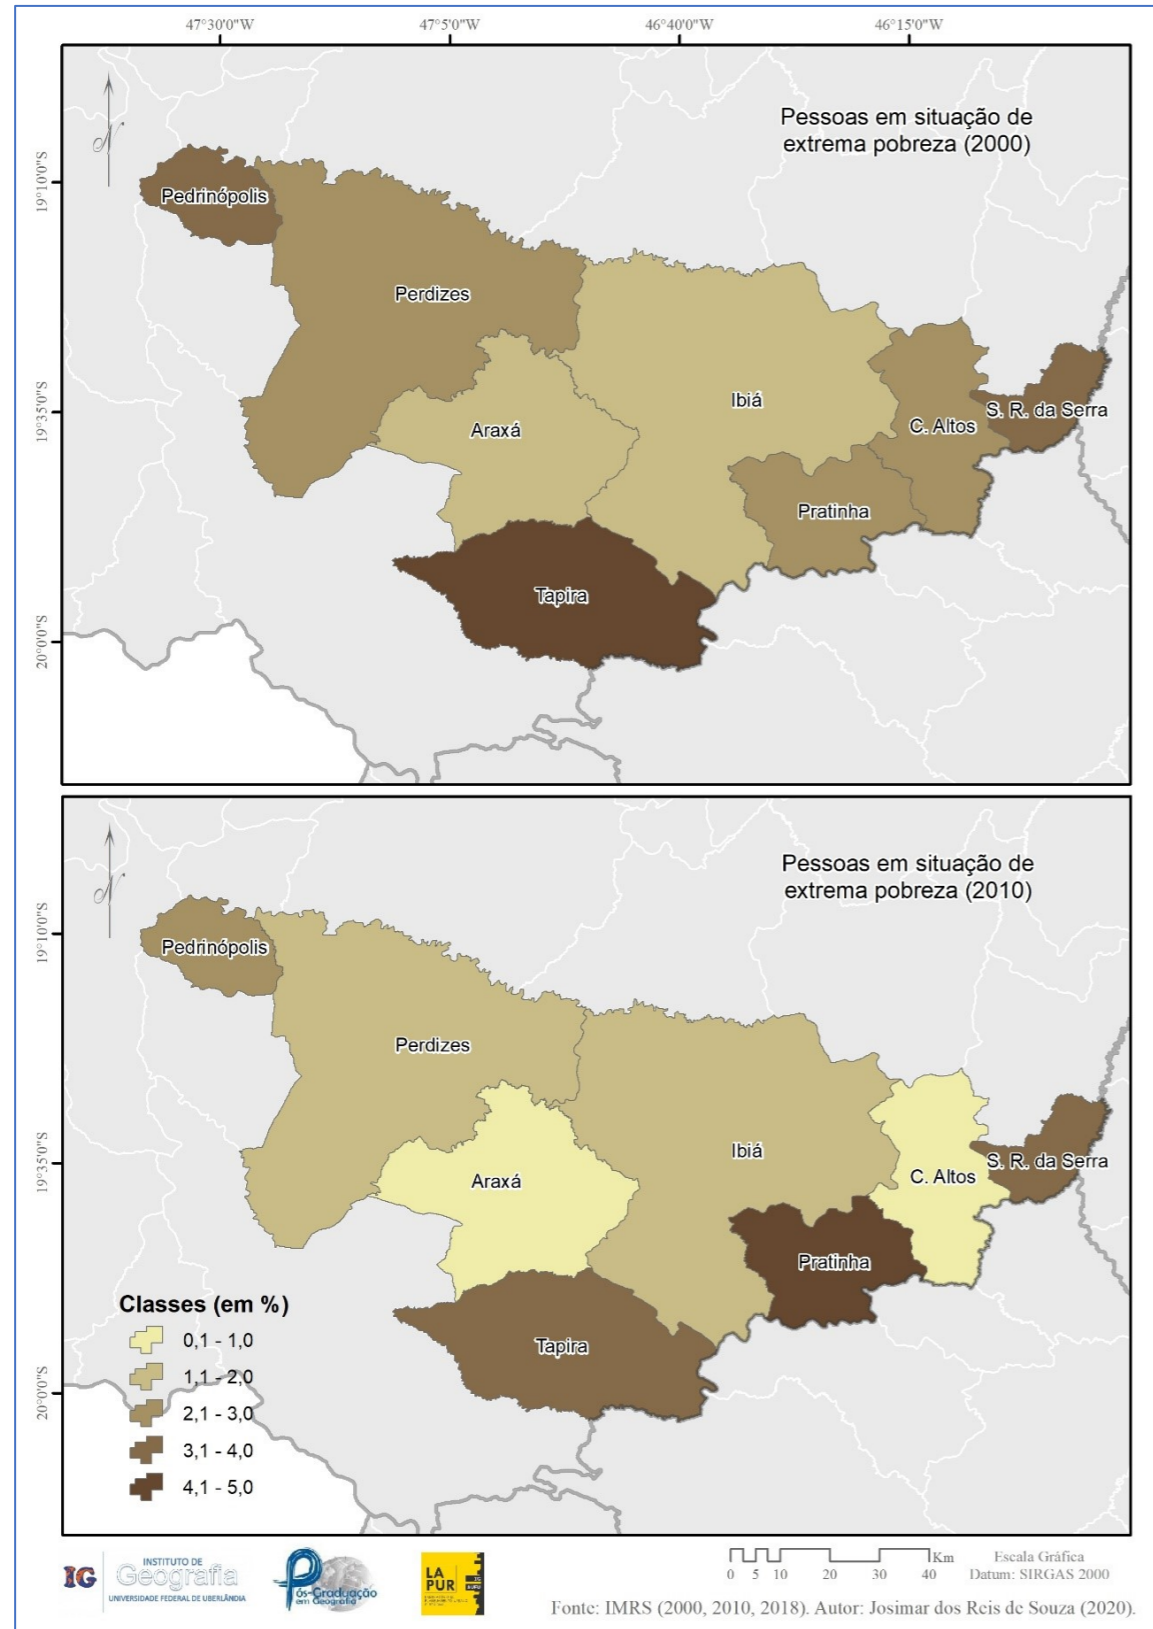 47°30'0"W
47°5'0"W
46°40'0"W
46°15'0"W
N
Pessoas em situação de
extrema pobreza (2000)
19°10'0"S
Pedrinópolis
Perdizes
Ibiá
19°35'0"S
S. R. da Serra
C. Altos
Araxá
Pratinha
Tapira
20°0'0"S
N
Pessoas em situação de
extrema pobreza (2010)
19°10'0"S
Pedrinópolis
Perdizes
Ibiá
19°35'0"S
S. R. da Serra
C. Altos
Araxá
Pratinha
Classes (em %)
0,1 - 1,0
Tapira
1,1 - 2,0
20°0'0"S
2,1 - 3,0
3,1 - 4,0
4,1 - 5,0
IG
INSTITUTO DE
Geografia
UNIVERSIDADE FEDERAL DE UBERLÂNDIA
Pós-Graduação
em Geografia
LA
PUR
Km
0 5 10 20 30 40
Escala Gráfica
Datum: SIRGAS 2000
Fonte: IMRS (2000, 2010, 2018). Autor: Josimar dos Reis de Souza (2020).